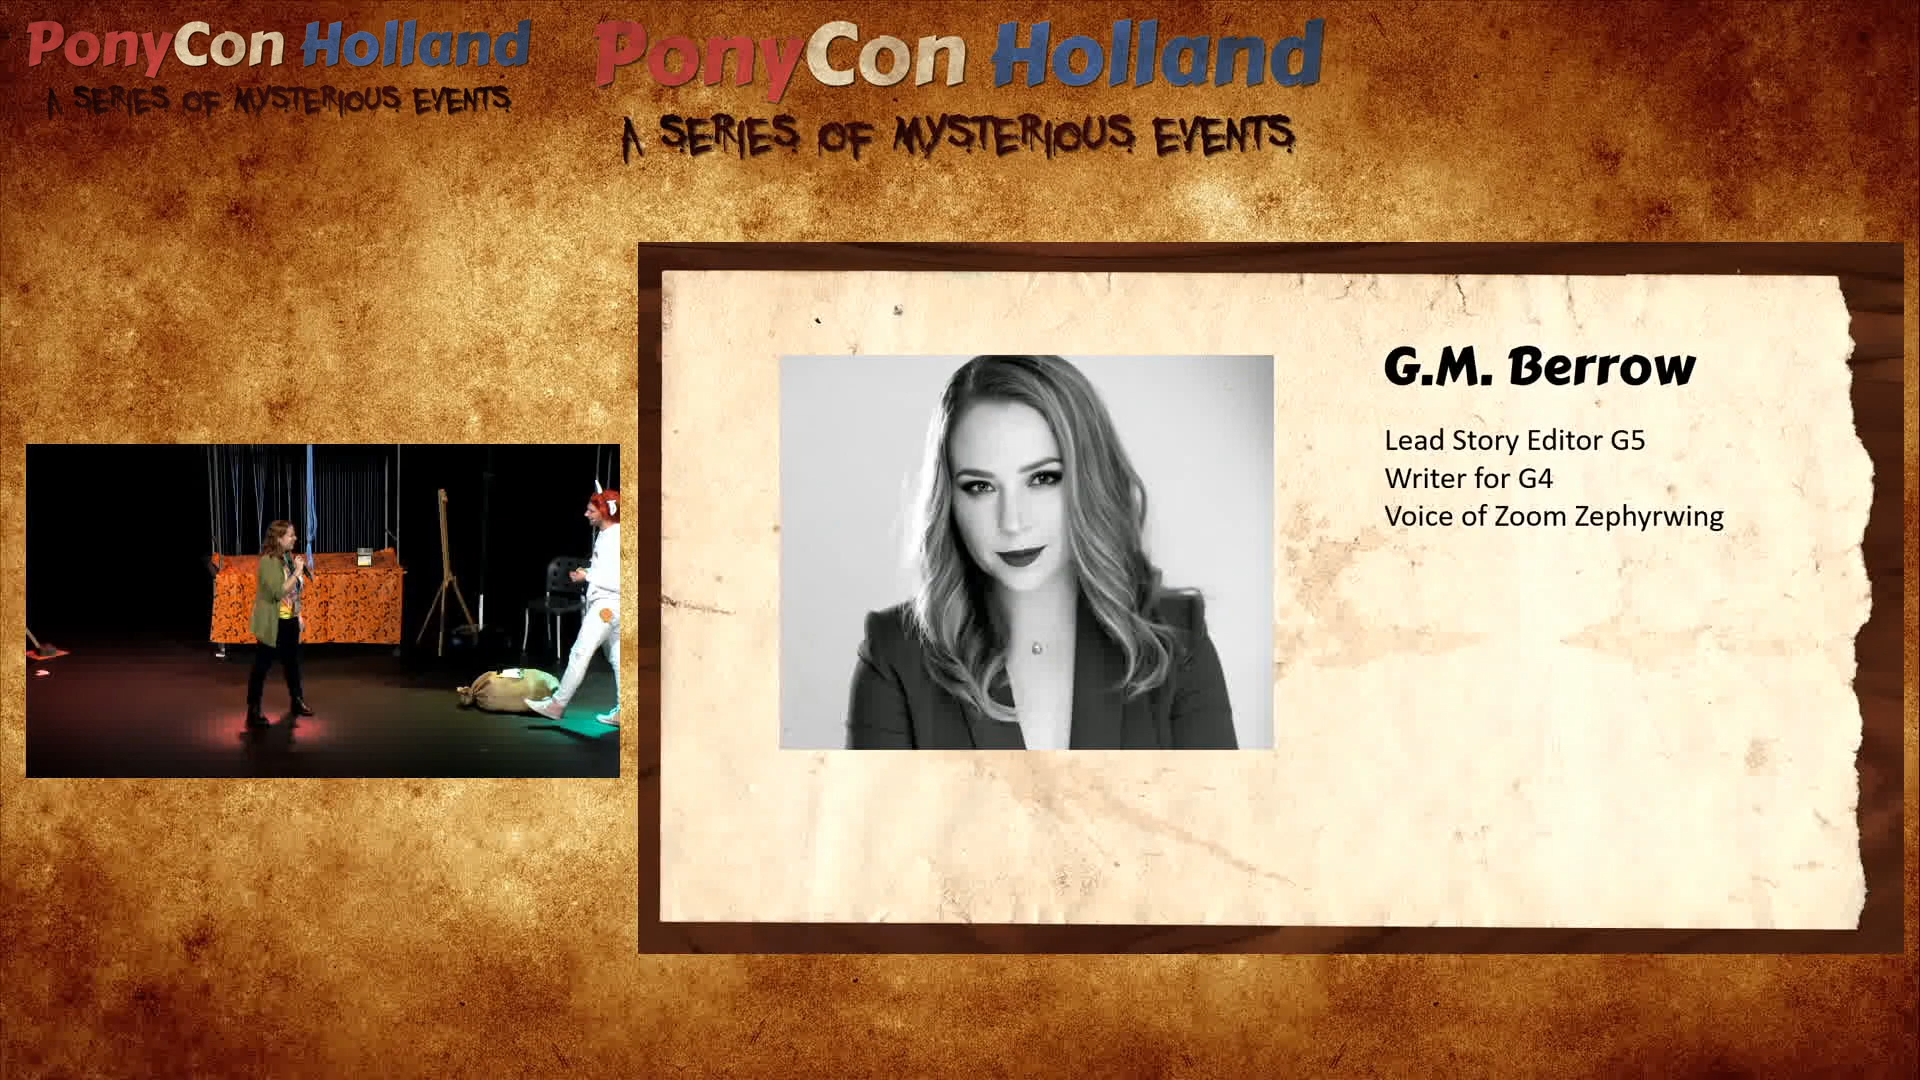 PonyCon Holland
A SERIES OF MYSTERIOUS EVENTS
PonyCon Holland
A SERIES OF MYSTERIOUS EVENTS
G.M. Berrow
Lead Story Editor G5
Writer for G4
Voice of Zoom Zephyrwing